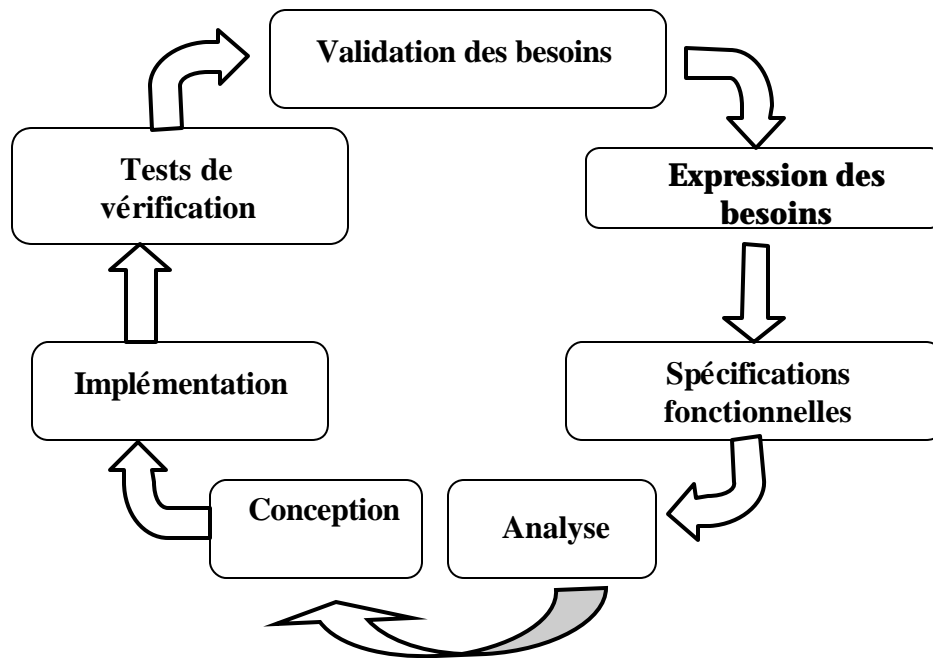 Validation des besoins
Expression des
besoins
Spécifications
fonctionnelles
Analyse
Conception
Implémentation
Tests de
vérification